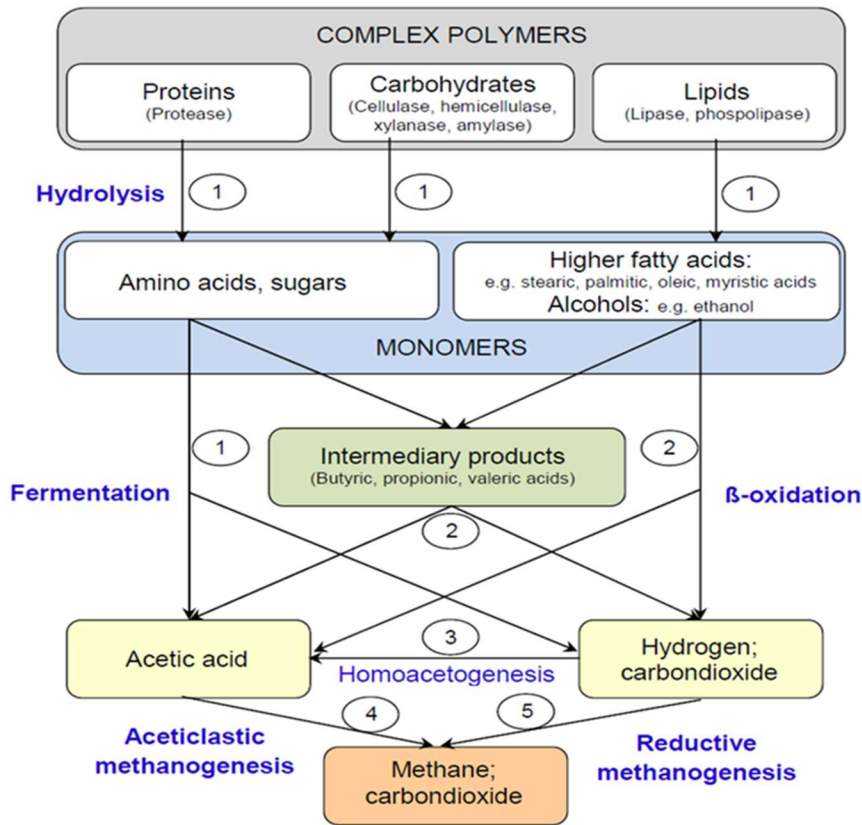 COMPLEX POLYMERS
Proteins
(Protease)
Carbohydrates
(Cellulase, hemicellulase,
xylanase, amylase)
Lipids
(Lipase, phospolipase)
Hydrolysis
1
1
1
Amino acids, sugars
Higher fatty acids:
e.g. stearic, palmitic, oleic, myristic acids
Alcohols: e.g. ethanol
MONOMERS
1
Intermediary products
(Butyric, propionic, valeric acids)
2
Fermentation
ß-oxidation
2
Acetic acid
3
Homoacetogenesis
Hydrogen;
carbondioxide
4
5
Aceticlastic
methanogenesis
Reductive
methanogenesis
Methane;
carbondioxide